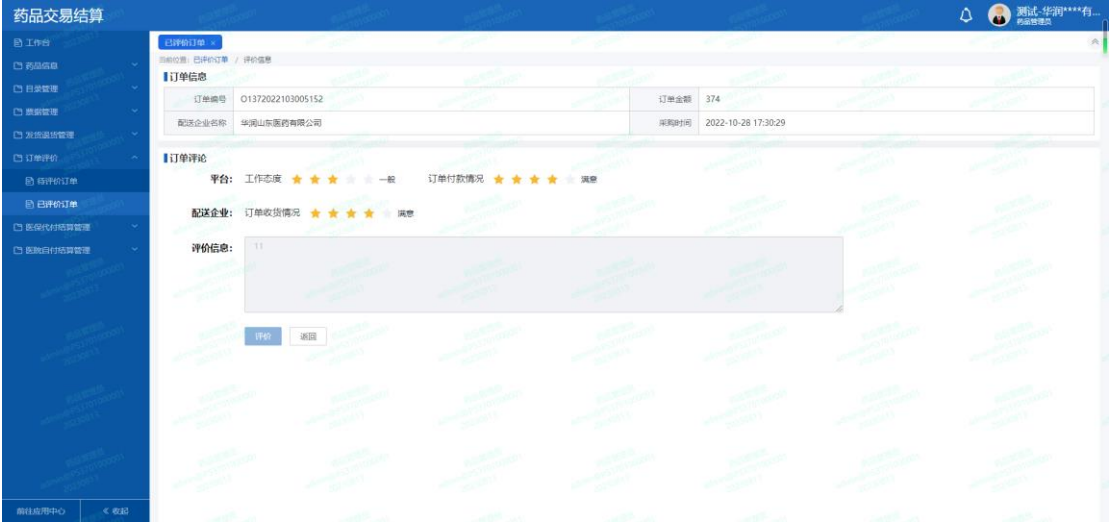 药品交易结算
测试-华润****有...
药品管理员
工作台
药品信息
目录管理
数据管理
发货退货管理
订单评价
待评价订单
已评价订单
医保代付结算管理
医院自付结算管理
前往应用中心
收起
已评价订单 ×
当前位置: 已评价订单 / 评价信息
订单信息
订单编号 O1372022103005152 订单金额 374
配送企业名称 华润山东医药有限公司 采购时间 2022-10-28 17:30:29
订单评论
平台: 工作态度 一般 订单付款情况 满意
配送企业: 订单收货情况 满意
评价信息: 11
评价 返回